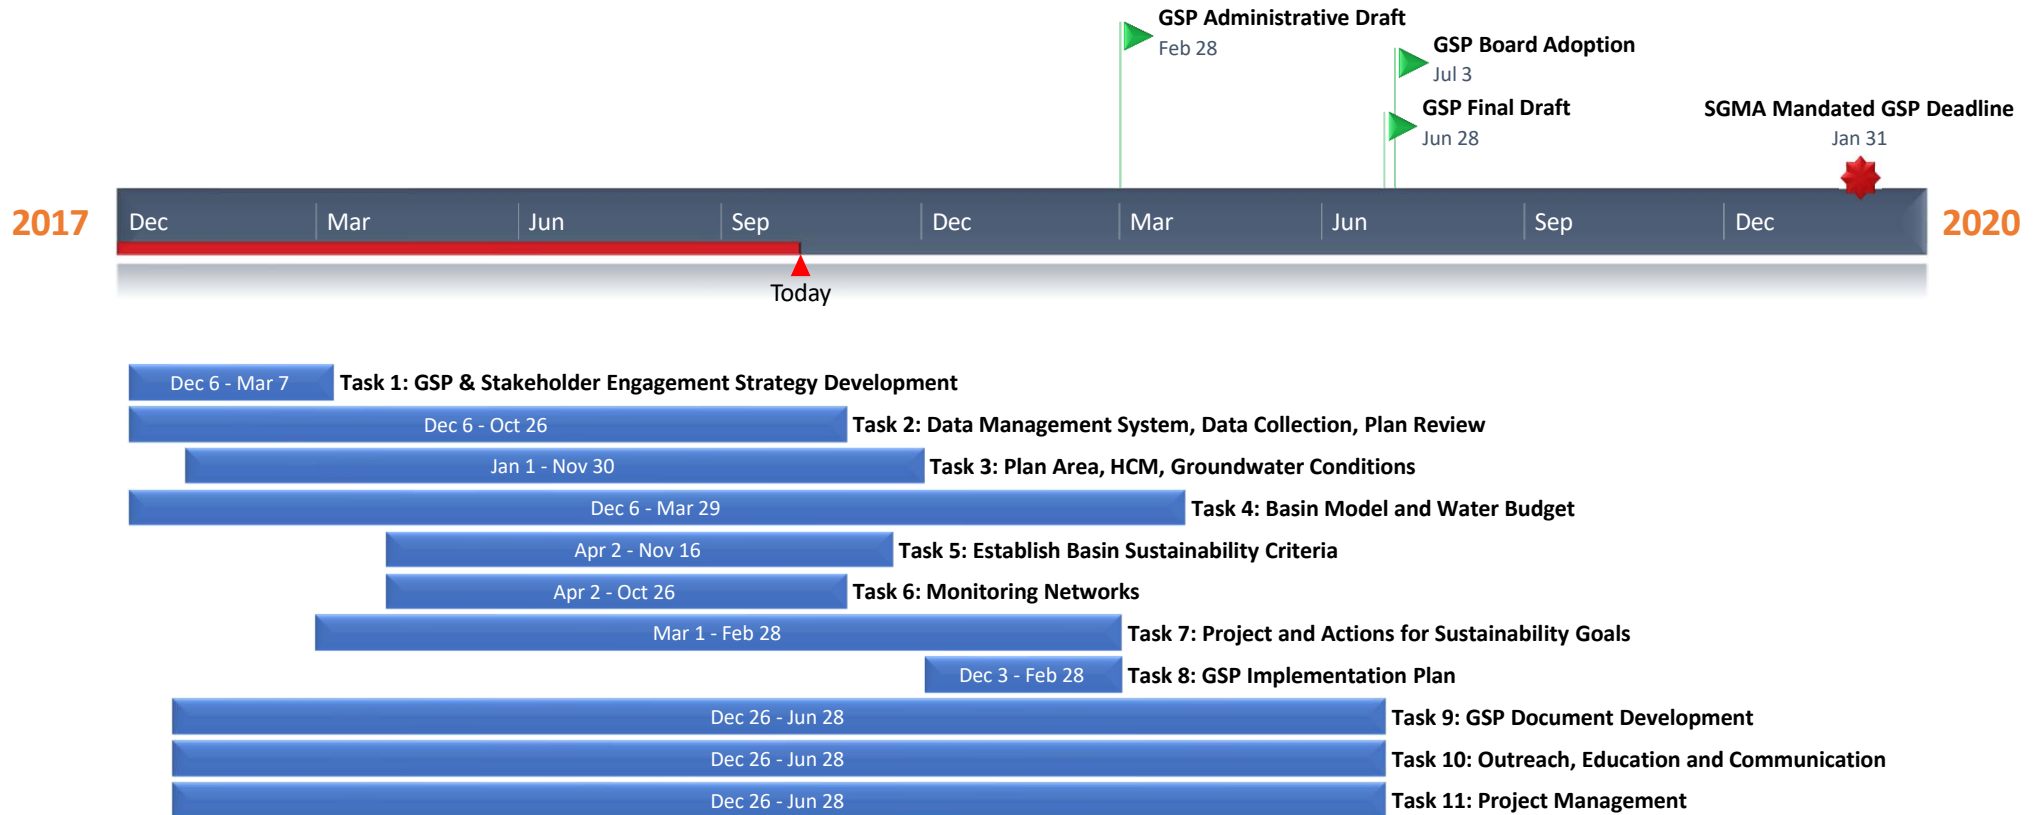 GSP Administrative Draft
Feb 28
GSP Board Adoption
Jul 3
GSP Final Draft
Jun 28
SGMA Mandated GSP Deadline
Jan 31
2017 Dec Mar Jun Sep Dec Mar Jun Sep Dec 2020
Today
Dec 6 - Mar 7 Task 1: GSP & Stakeholder Engagement Strategy Development
Dec 6 - Oct 26 Task 2: Data Management System, Data Collection, Plan Review
Jan 1 - Nov 30 Task 3: Plan Area, HCM, Groundwater Conditions
Dec 6 - Mar 29 Task 4: Basin Model and Water Budget
Apr 2 - Nov 16 Task 5: Establish Basin Sustainability Criteria
Apr 2 - Oct 26 Task 6: Monitoring Networks
Mar 1 - Feb 28 Task 7: Project and Actions for Sustainability Goals
Dec 3 - Feb 28 Task 8: GSP Implementation Plan
Dec 26 - Jun 28 Task 9: GSP Document Development
Dec 26 - Jun 28 Task 10: Outreach, Education and Communication
Dec 26 - Jun 28 Task 11: Project Management